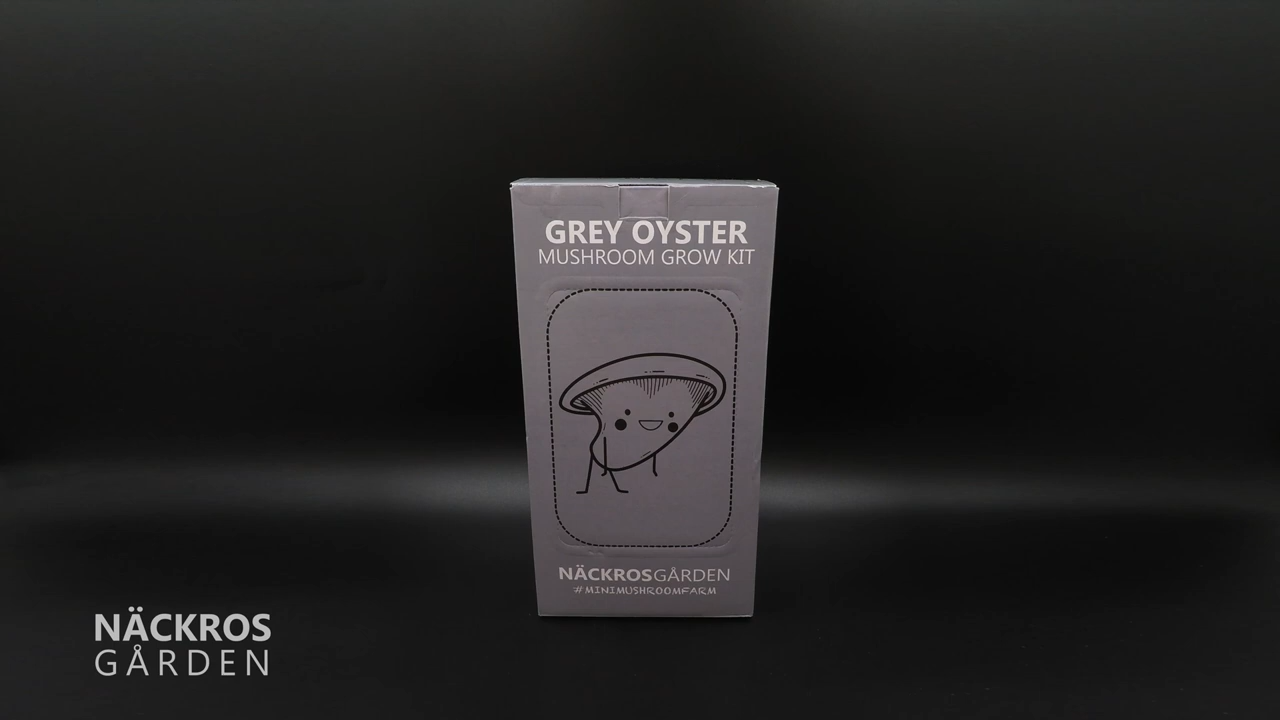 GREY OYSTER
MUSHROOM GROW KIT
NÄCKROSGÅRDEN
#MINIMUSHROOMFARM
NÄCKROS
GÅRDEN